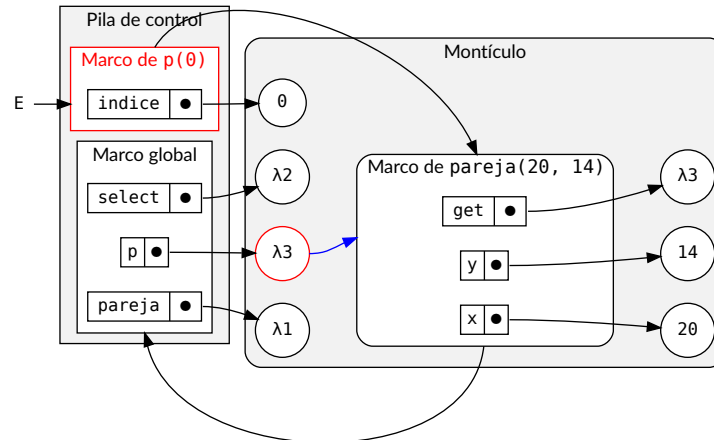 Pila de control
Marco de p(0)
E
indice
Marco global
select
p
pareja
Montículo
0
λ2
λ3
λ1
Marco de pareja(20, 14)
get
y
x
λ3
14
20